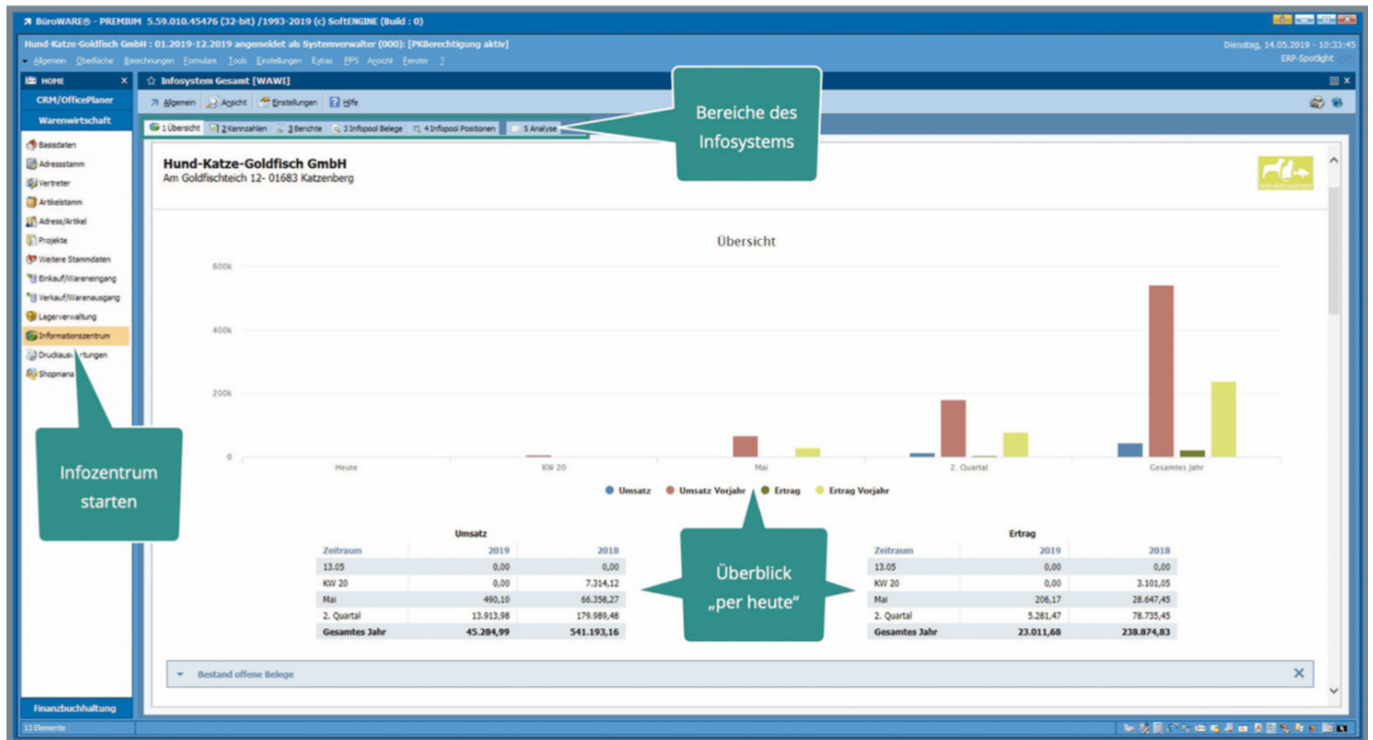 BüroWARE® - PREMIUM 5.59.010.45476 (32-bit) /1993-2019 (c) SoftENGINE (Build : 0)
Hund-Katze-Goldfisch GmbH : 01.2019-12.2019 angemeldet als Systemverwalter (000): [PKBerechtigung aktiv]
Dienstag, 14.05.2019 - 10:33:45
Allgemein Oberfläche Berechnungen Formulare Tools Einstellungen Extras PPS Ansicht Fenster ?
ERP-Spotlight
HOME X
Infosystem Gesamt [WAWI]
CRM/OfficePlaner
Allgemein Ansicht Einstellungen Hilfe
Warenwirtschaft
1 Übersicht 2 Kennzahlen 3 Berichte 3 Infopool Belege 4 Infopool Positionen 5 Analyse
Bereiche des
Infosystems
Basisdaten
Adressstamm
Vertreter
Artikelstamm
Adress/Artikel
Projekte
Weitere Stammdaten
Einkauf/Wareneingang
Verkauf/Warenausgang
Lagerverwaltung
Informationszentrum
Shopmana
Infozentrum
starten
Hund-Katze-Goldfisch GmbH
Am Goldfischteich 12- 01683 Katzenberg
Übersicht
600k
400k
200k
0
Heute KW 20 Mai 2. Quartal Gesamtes Jahr
Umsatz Umsatz Vorjahr Ertrag Ertrag Vorjahr
Umsatz
Zeitraum 2019 2018
13.05 0,00 0,00
KW 20 0,00 7.314,12
Mai 490,10 66.358,27
2. Quartal 13.913,98 179.989,48
Gesamtes Jahr 45.284,99 541.193,16
Überblick
„per heute“
Ertrag
Zeitraum 2019 2018
13.05 0,00 0,00
KW 20 0,00 3.101,05
Mai 206,17 28.647,45
2. Quartal 5.281,47 78.735,45
Gesamtes Jahr 23.011,68 238.874,83
Bestand offene Belege
Finanzbuchhaltung
13 Elemente